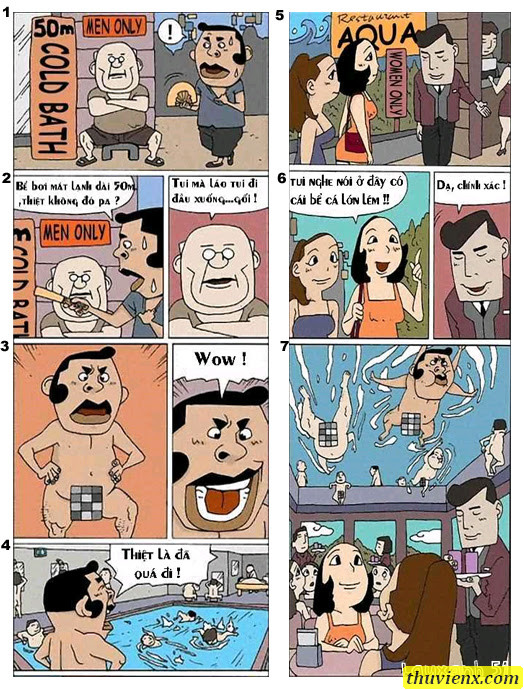 1
50m
COLD BATH
MEN ONLY
!
2
Bể bơi mát lạnh dài 50m
,thiệt không dó pa ?
MEN ONLY
COLD BATH
Tui mà láo tui đi
đầu xuống...gối !
3
Wow !
4
Thiệt là đã
quá đi !
5
Restaurant
AQUA
WOMEN ONLY
6
tui nghe nói ở đây có
cái bể cá lớn lém !!
Dạ, chính xác !
7
thuvienx.com